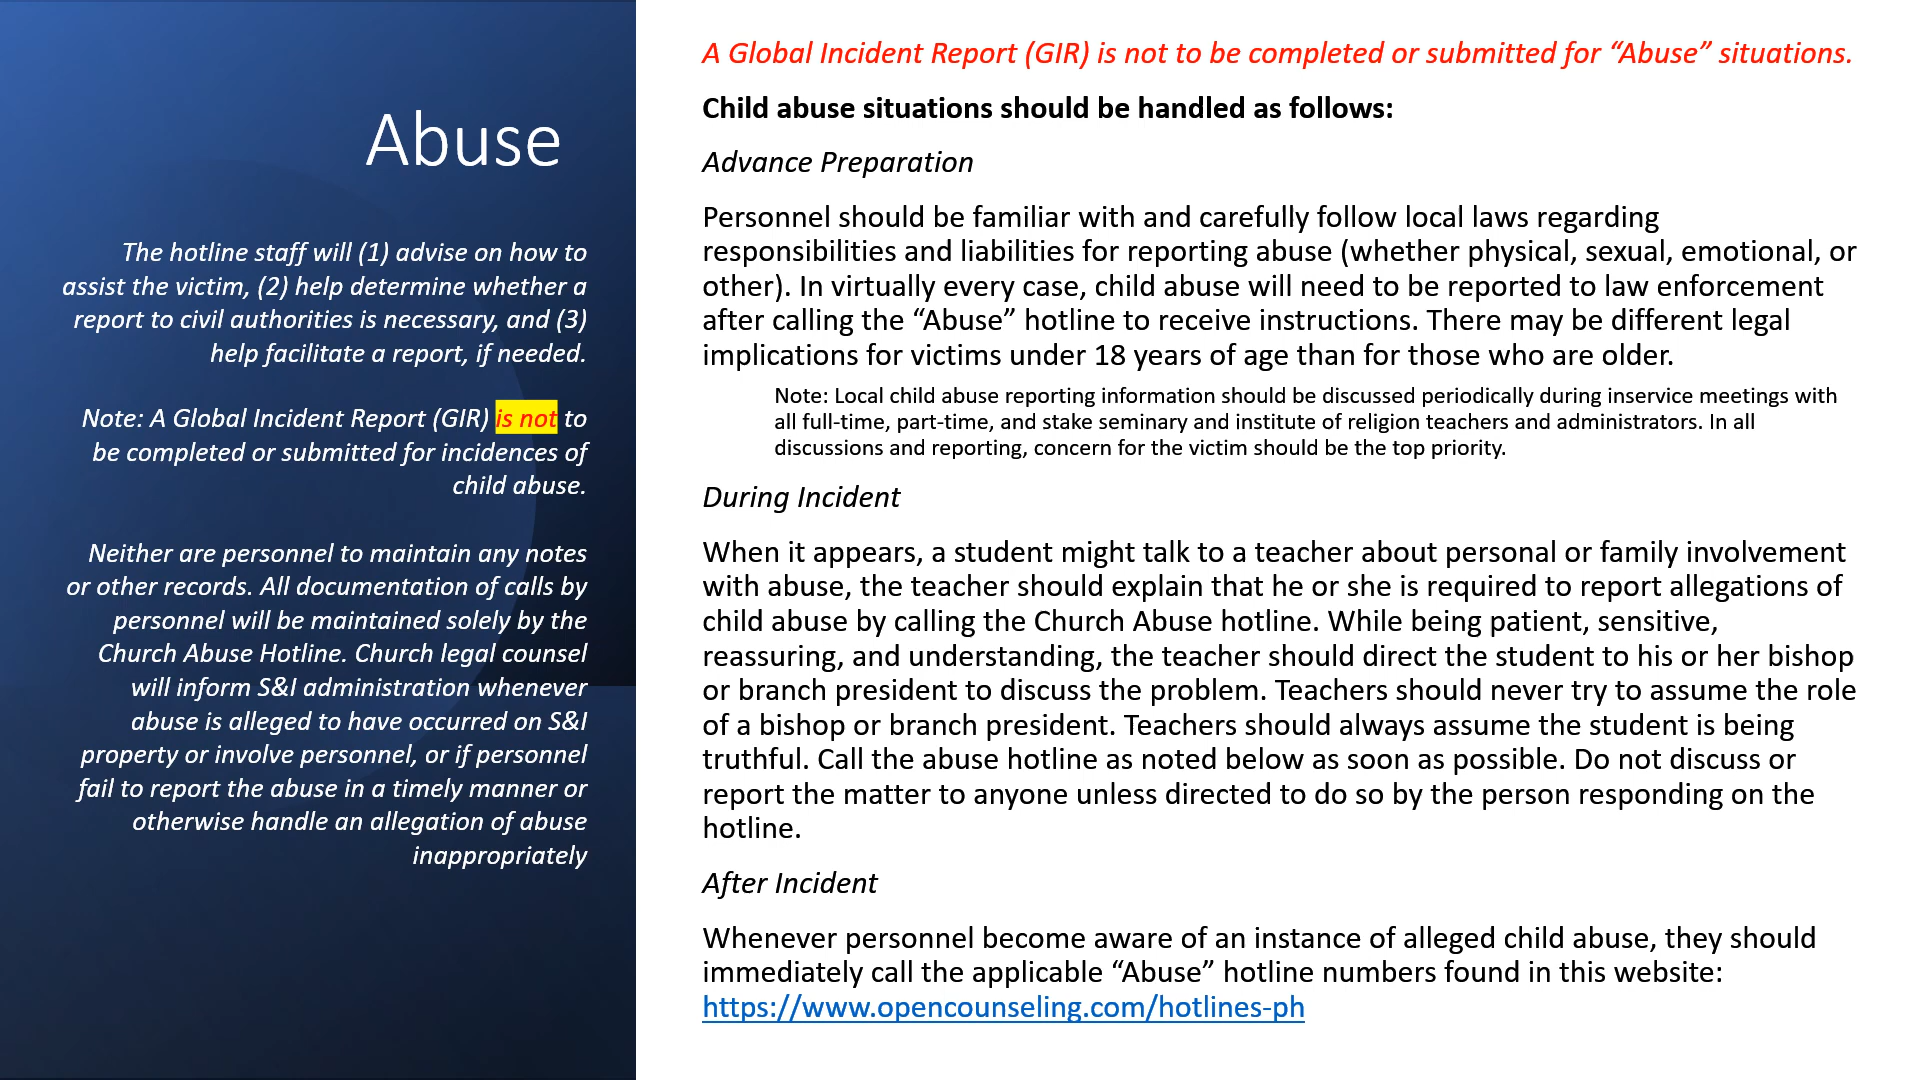 Abuse
The hotline staff will (1) advise on how to
assist the victim, (2) help determine whether a
report to civil authorities is necessary, and (3)
help facilitate a report, if needed.
Note: A Global Incident Report (GIR) is not to
be completed or submitted for incidences of
child abuse.
Neither are personnel to maintain any notes
or other records. All documentation of calls by
personnel will be maintained solely by the
Church Abuse Hotline. Church legal counsel
will inform S&I administration whenever
abuse is alleged to have occurred on S&I
property or involve personnel, or if personnel
fail to report the abuse in a timely manner or
otherwise handle an allegation of abuse
inappropriately
A Global Incident Report (GIR) is not to be completed or submitted for “Abuse” situations.
Child abuse situations should be handled as follows:
Advance Preparation
Personnel should be familiar with and carefully follow local laws regarding
responsibilities and liabilities for reporting abuse (whether physical, sexual, emotional, or
other). In virtually every case, child abuse will need to be reported to law enforcement
after calling the “Abuse” hotline to receive instructions. There may be different legal
implications for victims under 18 years of age than for those who are older.
Note: Local child abuse reporting information should be discussed periodically during inservice meetings with
all full-time, part-time, and stake seminary and institute of religion teachers and administrators. In all
discussions and reporting, concern for the victim should be the top priority.
During Incident
When it appears, a student might talk to a teacher about personal or family involvement
with abuse, the teacher should explain that he or she is required to report allegations of
child abuse by calling the Church Abuse hotline. While being patient, sensitive,
reassuring, and understanding, the teacher should direct the student to his or her bishop
or branch president to discuss the problem. Teachers should never try to assume the role
of a bishop or branch president. Teachers should always assume the student is being
truthful. Call the abuse hotline as noted below as soon as possible. Do not discuss or
report the matter to anyone unless directed to do so by the person responding on the
hotline.
After Incident
Whenever personnel become aware of an instance of alleged child abuse, they should
immediately call the applicable “Abuse” hotline numbers found in this website:
https://www.opencounseling.com/hotlines-ph